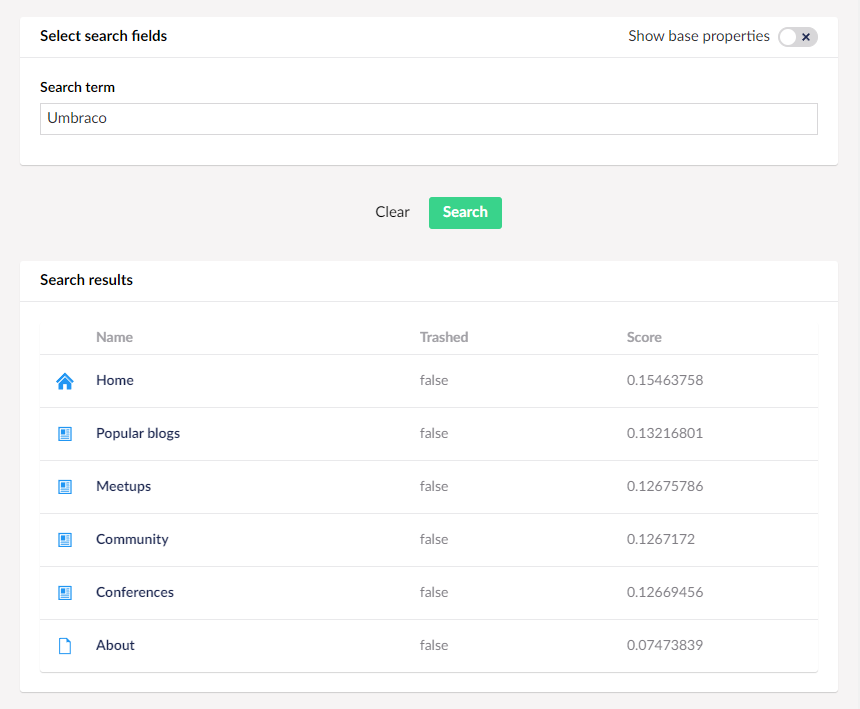 Select search fields Show base properties
Search term
Umbraco
Clear Search
Search results
Name Trashed Score
Home false 0.15463758
Popular blogs false 0.13216801
Meetups false 0.12675786
Community false 0.1267172
Conferences false 0.12669456
About false 0.07473839